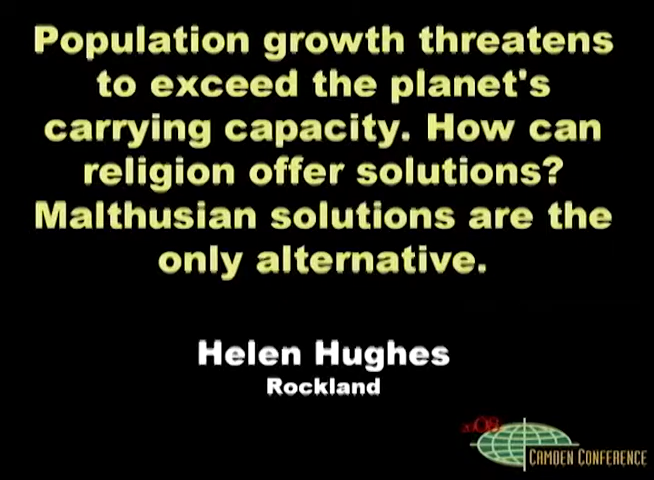 Population growth threatens
to exceed the planet's
carrying capacity. How can
religion offer solutions?
Malthusian solutions are the
only alternative.
Helen Hughes
Rockland
CAMDEN CONFERENCE